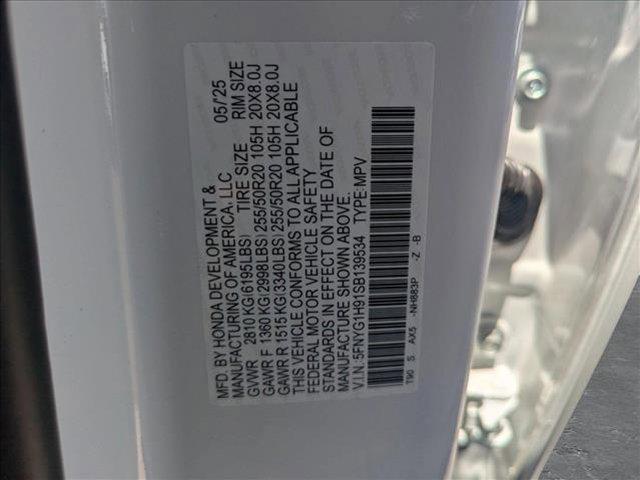 MFD. BY HONDA DEVELOPMENT &
MANUFACTURING OF AMERICA, LLC 05/'25
GVWR 2810 KG(6195LBS) TIRE SIZE RIM SIZE
GAWR F 1360 KG(2998LBS) 255/50R20 105H 20X8.0J
GAWR R 1515 KG(3340LBS) 255/50R20 105H 20X8.0J
THIS VEHICLE CONFORMS TO ALL APPLICABLE
FEDERAL MOTOR VEHICLE SAFETY
STANDARDS IN EFFECT ON THE DATE OF
MANUFACTURE SHOWN ABOVE.
V.I.N.:5FNYG1H91SB139534 TYPE:MPV
T90 S AX5 -NH883P -Z -B